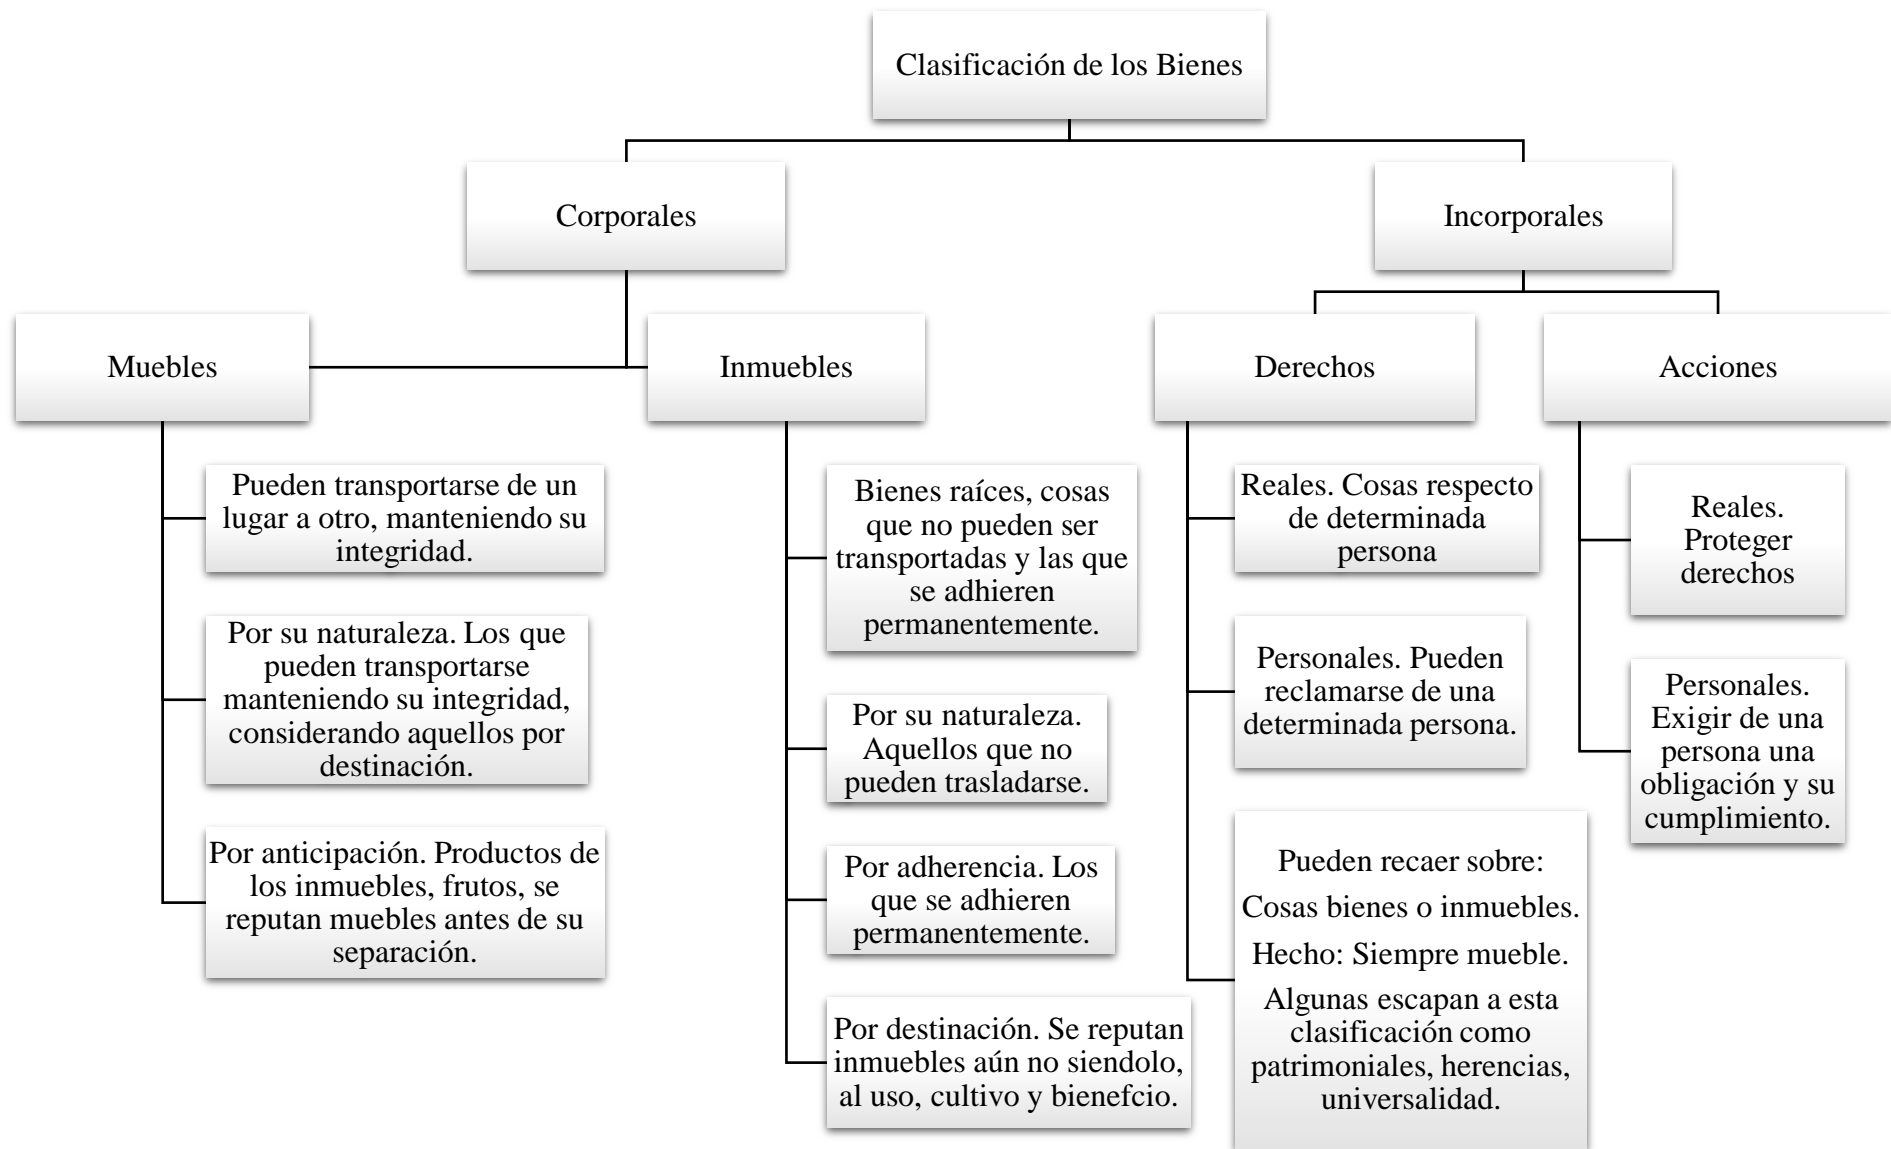 Clasificación de los Bienes
Corporales
Incorporales
Muebles
Inmuebles
Derechos
Acciones
Pueden transportarse de un
lugar a otro, manteniendo su
integridad.
Por su naturaleza. Los que
pueden transportarse
manteniendo su integridad,
considerando aquellos por
destinación.
Por anticipación. Productos de
los inmuebles, frutos, se
reputan muebles antes de su
separación.
Bienes raíces, cosas
que no pueden ser
transportadas y las que
se adhieren
permanentemente.
Por su naturaleza.
Aquellos que no
pueden trasladarse.
Por adherencia. Los
que se adhieren
permanentemente.
Por destinación. Se reputan
inmuebles aún no siendolo,
al uso, cultivo y bienefcio.
Reales. Cosas respecto
de determinada
persona
Personales. Pueden
reclamarse de una
determinada persona.
Pueden recaer sobre:
Cosas bienes o inmuebles.
Hecho: Siempre mueble.
Algunas escapan a esta
clasificación como
patrimoniales, herencias,
universalidad.
Reales.
Proteger
derechos
Personales.
Exigir de una
persona una
obligación y su
cumplimiento.